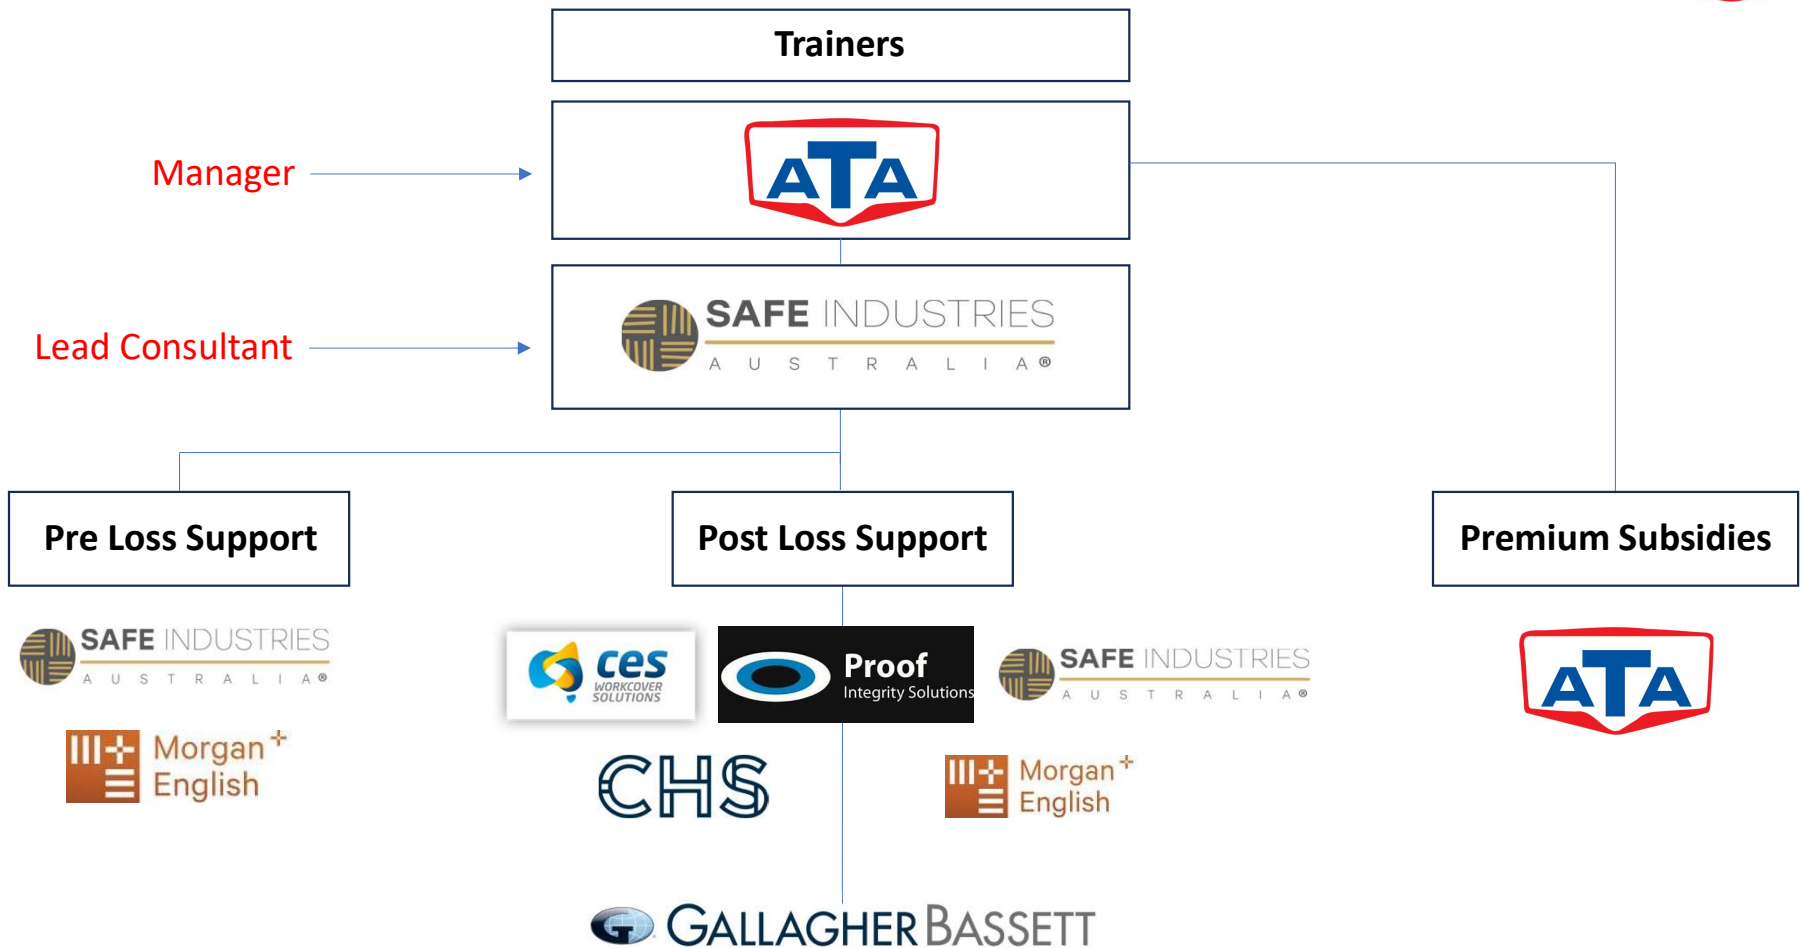 Trainers
Manager
ATA
Lead Consultant
SAFE INDUSTRIES
AUSTRALIA®
Pre Loss Support
Post Loss Support
Premium Subsidies
SAFE INDUSTRIES
AUSTRALIA®
Morgan
English
ces
WORKCOVER
SOLUTIONS
Proof
Integrity Solutions
SAFE INDUSTRIES
AUSTRALIA®
CHS
Morgan
English
ATA
G GALLAGHER BASSETT